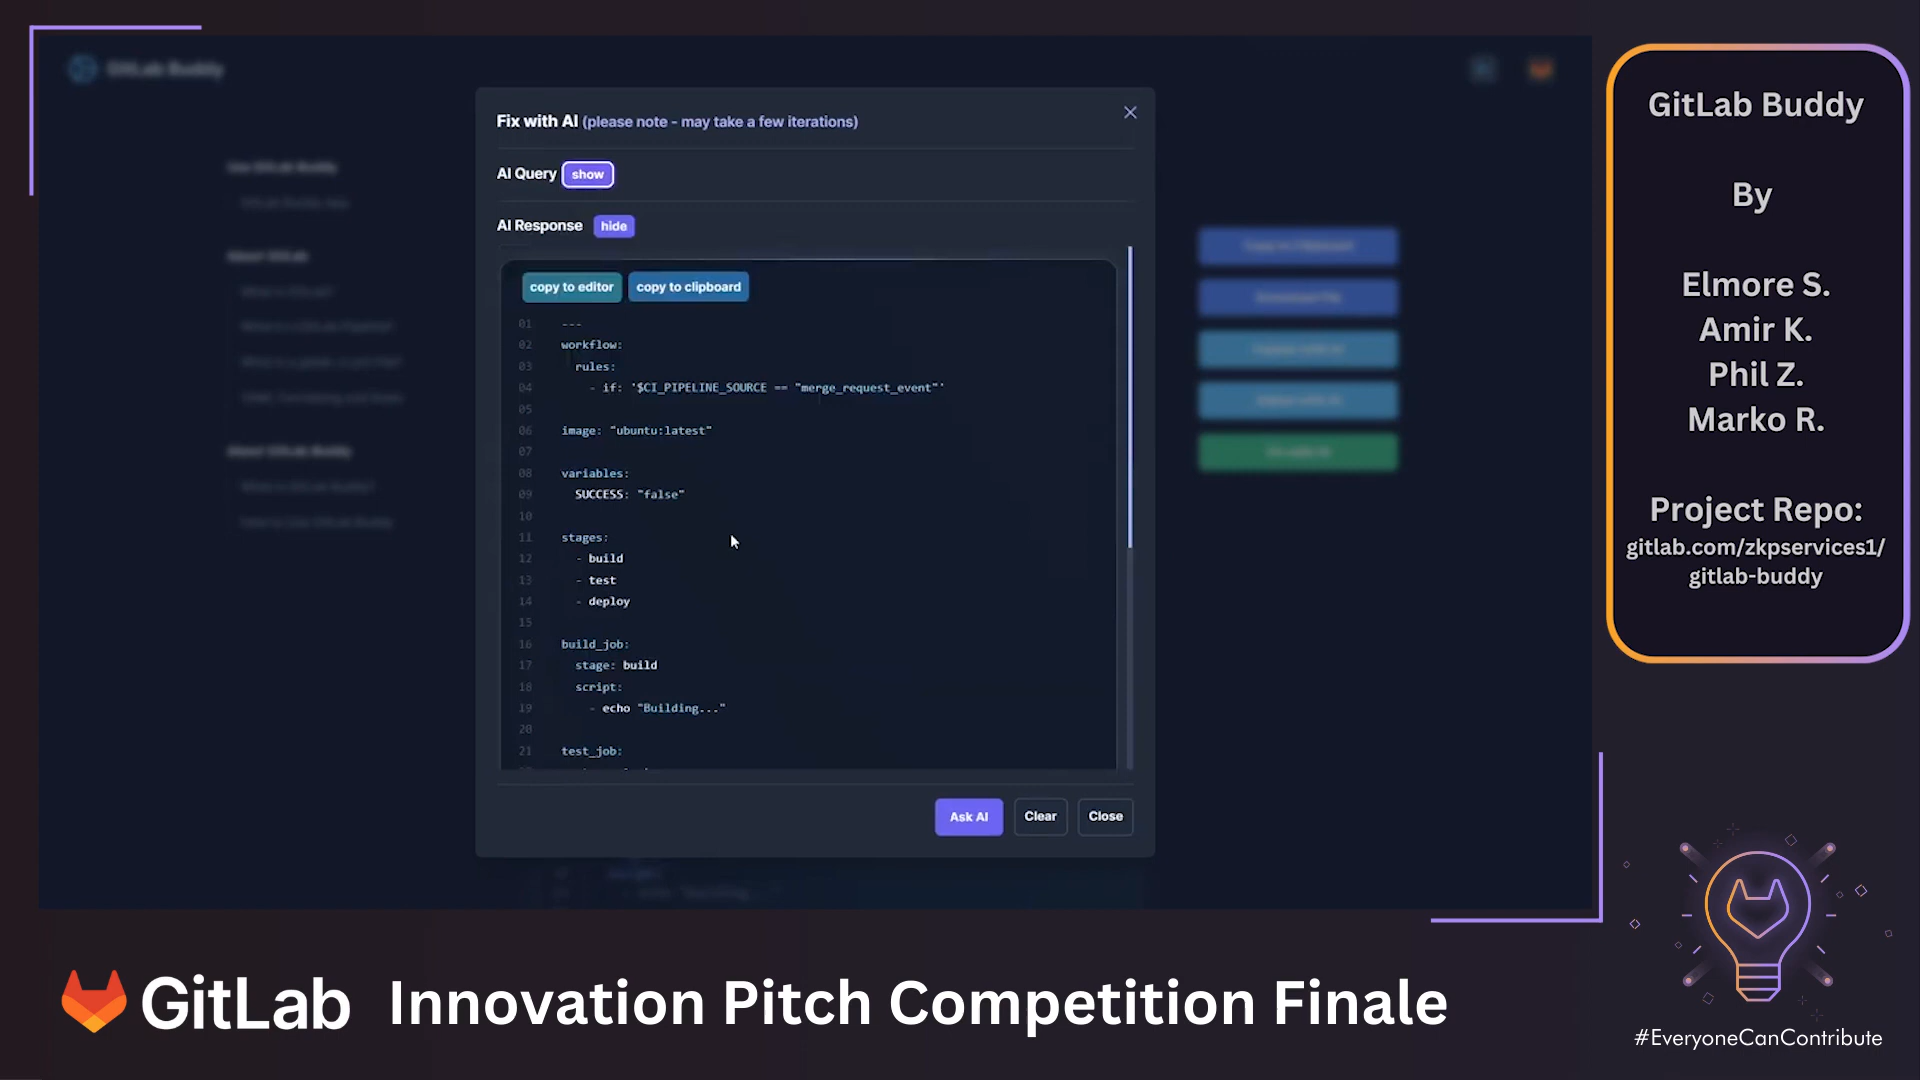 GitLab Buddy
Fix with AI (please note - may take a few iterations)
AI Query show
AI Response hide
copy to editor copy to clipboard
01 ---
02 workflow:
03 rules:
04 - if: '$CI_PIPELINE_SOURCE == "merge_request_event"'
05
06 image: "ubuntu:latest"
07
08 variables:
09 SUCCESS: "false"
10
11 stages:
12 - build
13 - test
14 - deploy
15
16 build_job:
17 stage: build
18 script:
19 - echo "Building..."
20
21 test_job:
Ask AI Clear Close
GitLab Buddy
By
Elmore S.
Amir K.
Phil Z.
Marko R.
Project Repo:
gitlab.com/zkpservices1/
gitlab-buddy
GitLab Innovation Pitch Competition Finale
#EveryoneCanContribute